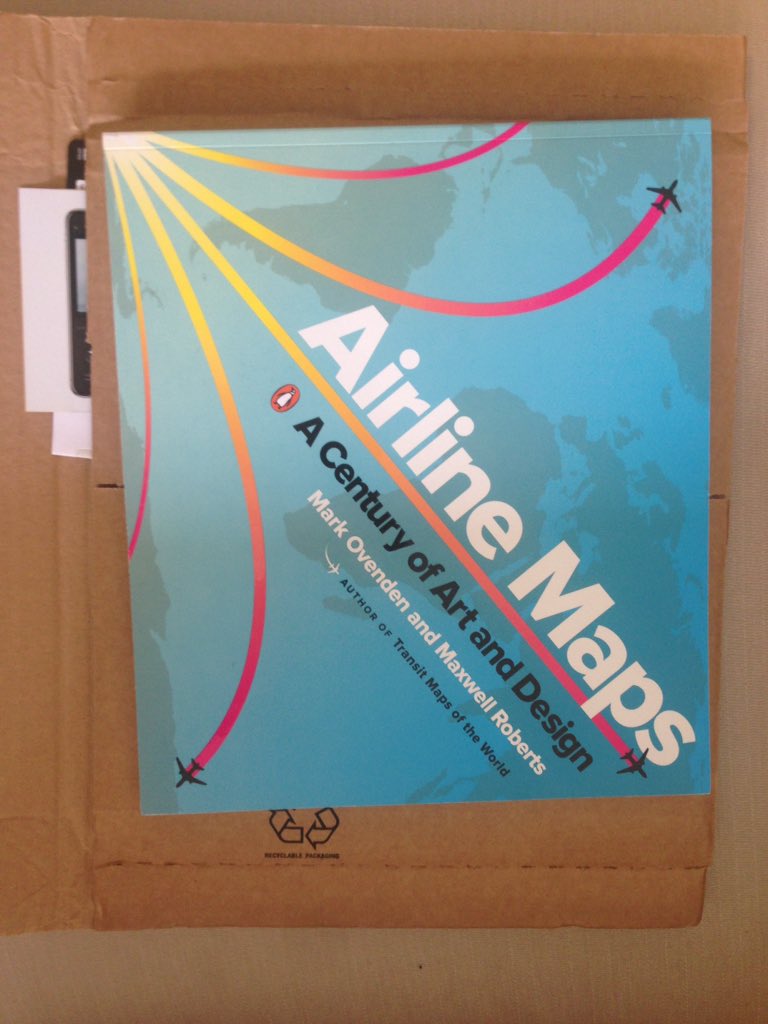 Airline Maps
A Century of Art and Design
Mark Ovenden and Maxwell Roberts
AUTHOR OF Transit Maps of the World
RECYCLABLE PACKAGING